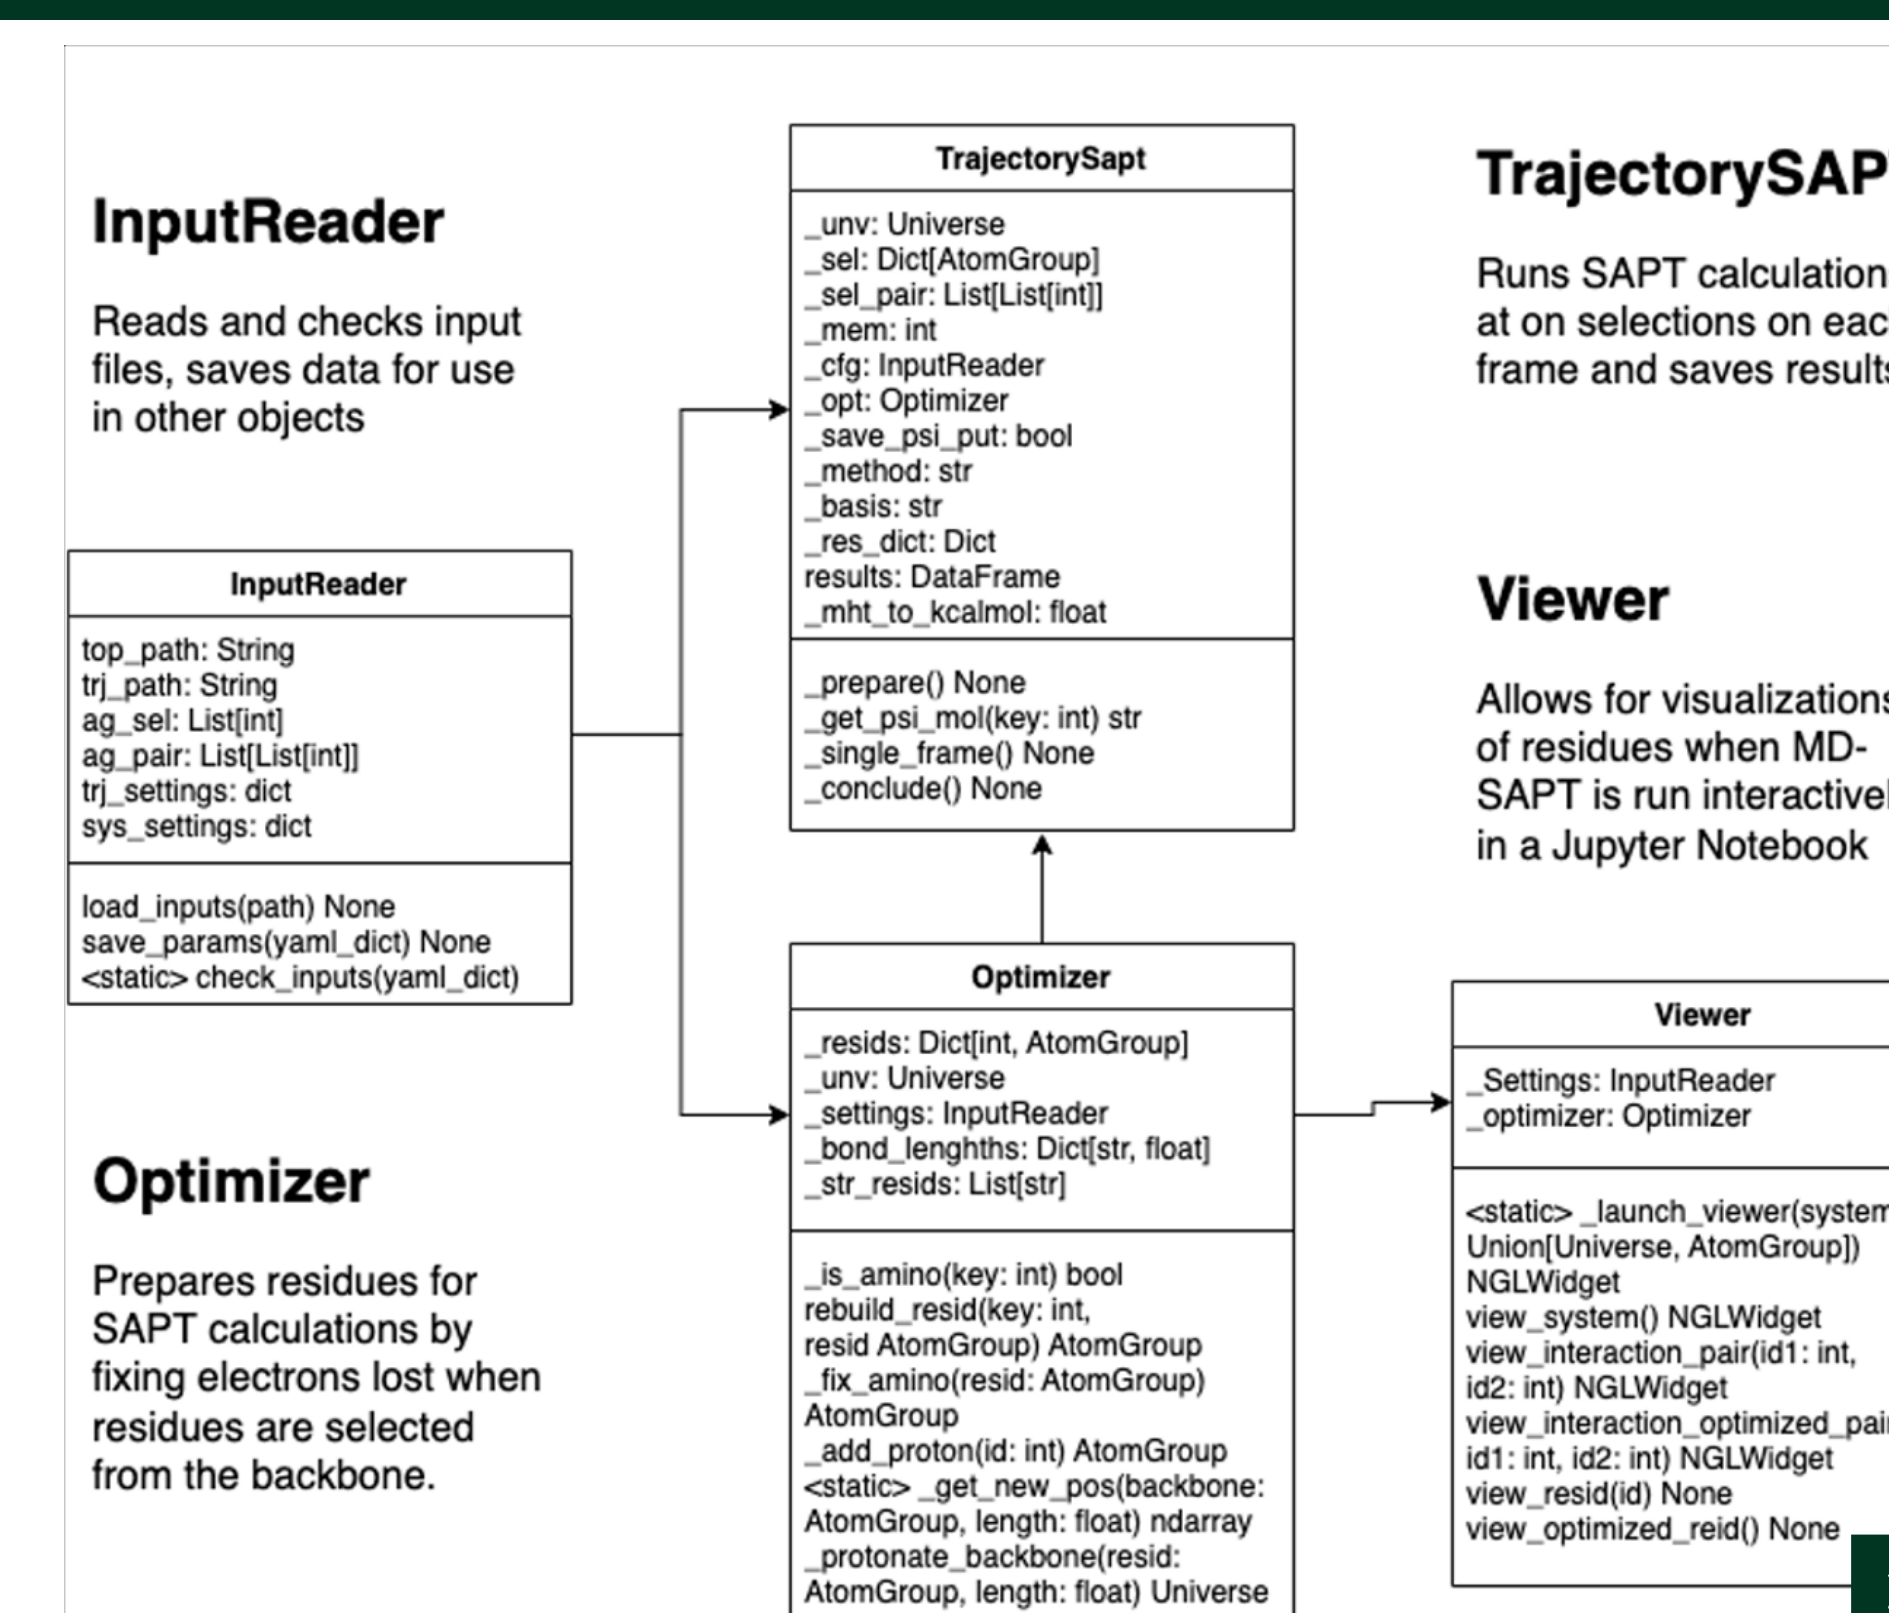 InputReader
Reads and checks input
files, saves data for use
in other objects
InputReader
top_path: String
trj_path: String
ag_sel: List[int]
ag_pair: List[List[int]]
trj_settings: dict
sys_settings: dict
load_inputs(path) None
save_params(yaml_dict) None
<static> check_inputs(yaml_dict)
Optimizer
Prepares residues for
SAPT calculations by
fixing electrons lost when
residues are selected
from the backbone.
TrajectorySapt
_unv: Universe
_sel: Dict[AtomGroup]
_sel_pair: List[List[int]]
_mem: int
_cfg: InputReader
_opt: Optimizer
_save_psi_put: bool
_method: str
_basis: str
_res_dict: Dict
results: DataFrame
_mht_to_kcalmol: float
_prepare() None
_get_psi_mol(key: int) str
_single_frame() None
_conclude() None
Optimizer
_resids: Dict[int, AtomGroup]
_unv: Universe
_settings: InputReader
_bond_lenghths: Dict[str, float]
_str_resids: List[str]
_is_amino(key: int) bool
rebuild_resid(key: int,
resid AtomGroup) AtomGroup
_fix_amino(resid: AtomGroup)
AtomGroup
_add_proton(id: int) AtomGroup
<static> _get_new_pos(backbone:
AtomGroup, length: float) ndarray
_protonate_backbone(resid:
AtomGroup, length: float) Universe
TrajectorySAP
Runs SAPT calculation
at on selections on eac
frame and saves results
Viewer
Allows for visualizations
of residues when MD-
SAPT is run interactivel
in a Jupyter Notebook
Viewer
_Settings: InputReader
_optimizer: Optimizer
<static> _launch_viewer(system
Union[Universe, AtomGroup])
NGLWidget
view_system() NGLWidget
view_interaction_pair(id1: int,
id2: int) NGLWidget
view_interaction_optimized_pair
id1: int, id2: int) NGLWidget
view_resid(id) None
view_optimized_reid() None